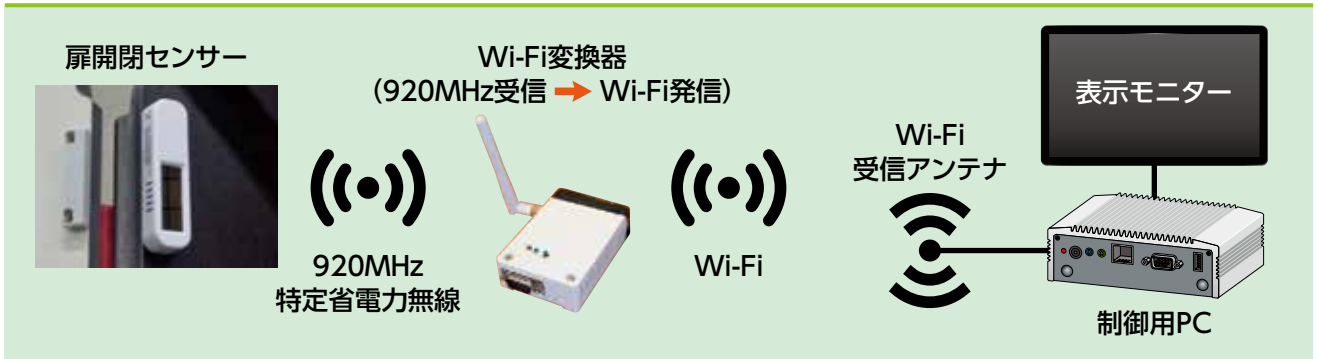 扉開閉センサー
Wi-Fi変換器
(920MHz受信 → Wi-Fi発信)
920MHz
特定省電力無線
Wi-Fi
Wi-Fi
受信アンテナ
表示モニター
制御用PC